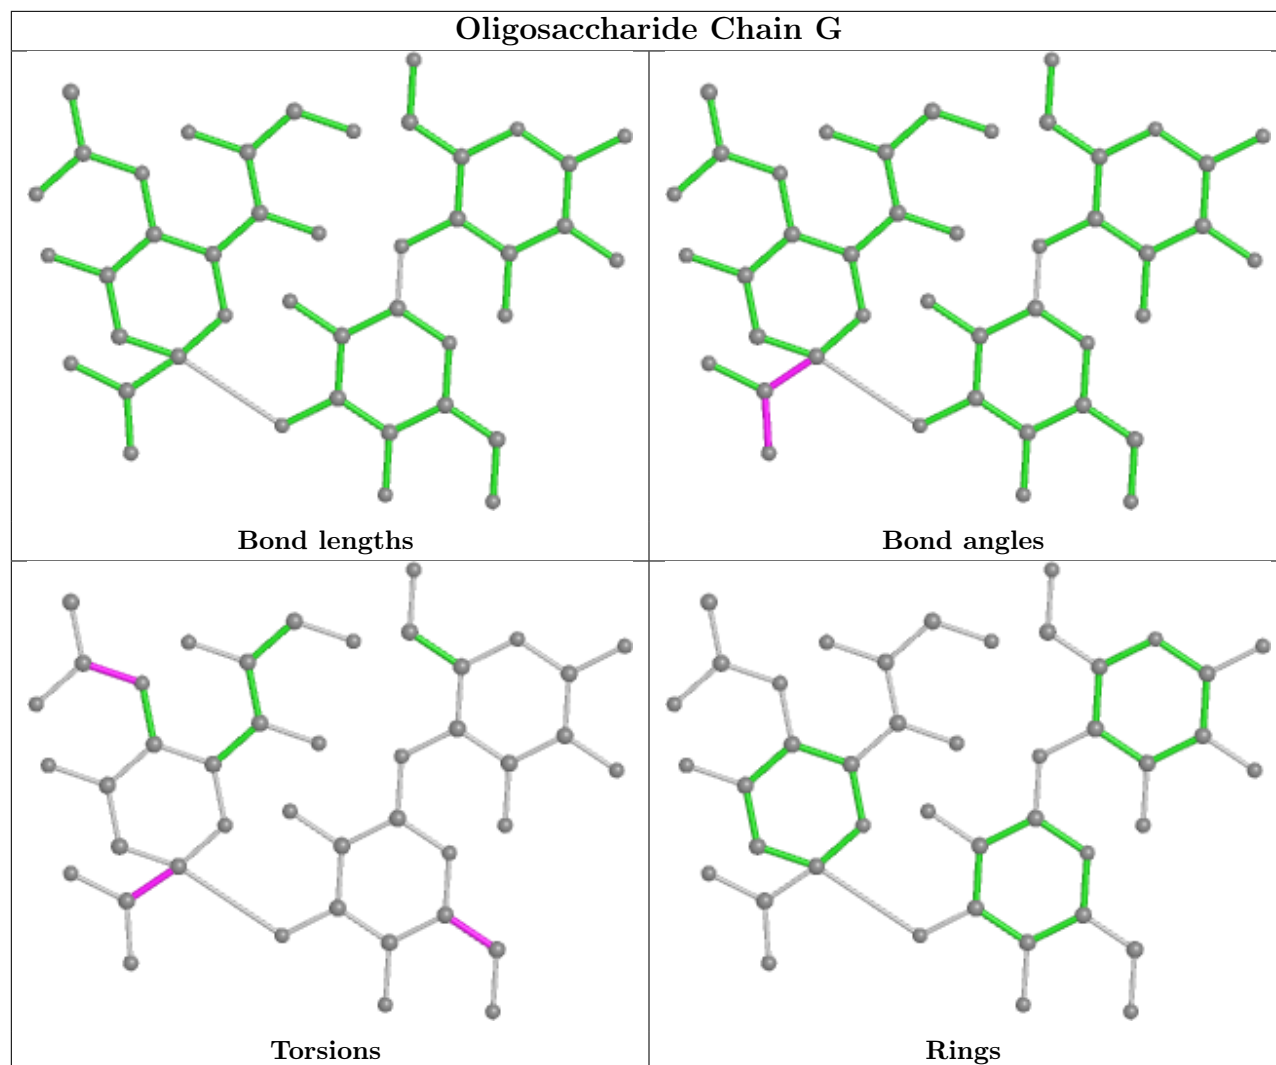 Oligosaccharide Chain G
Bond lengths
Bond angles
Torsions
Rings